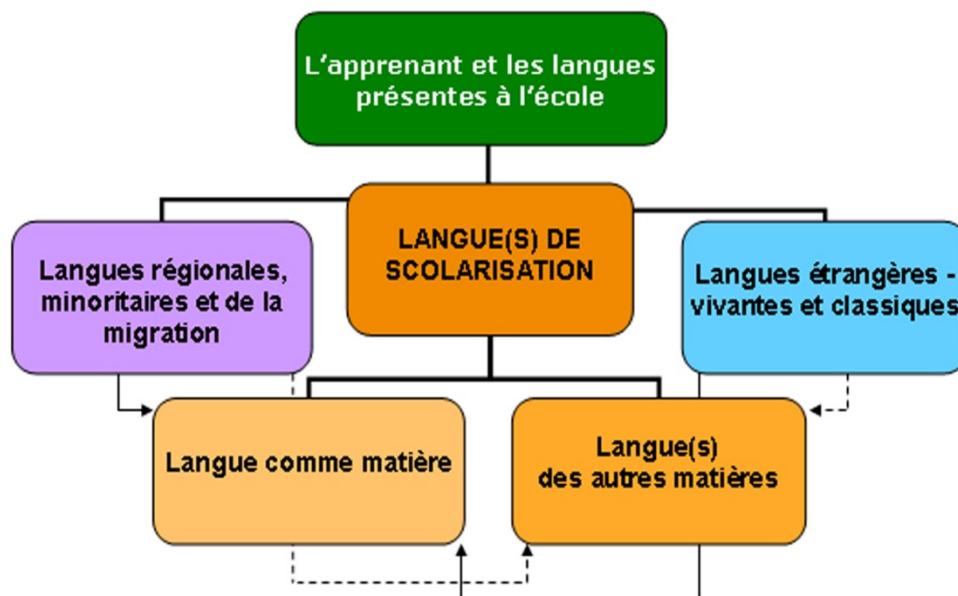 L'apprenant et les langues
présentes à l'école
LANGUE(S) DE
SCOLARISATION
Langues régionales,
minoritaires et de la
migration
Langues étrangères -
vivantes et classiques
Langue comme matière
Langue(s)
des autres matières